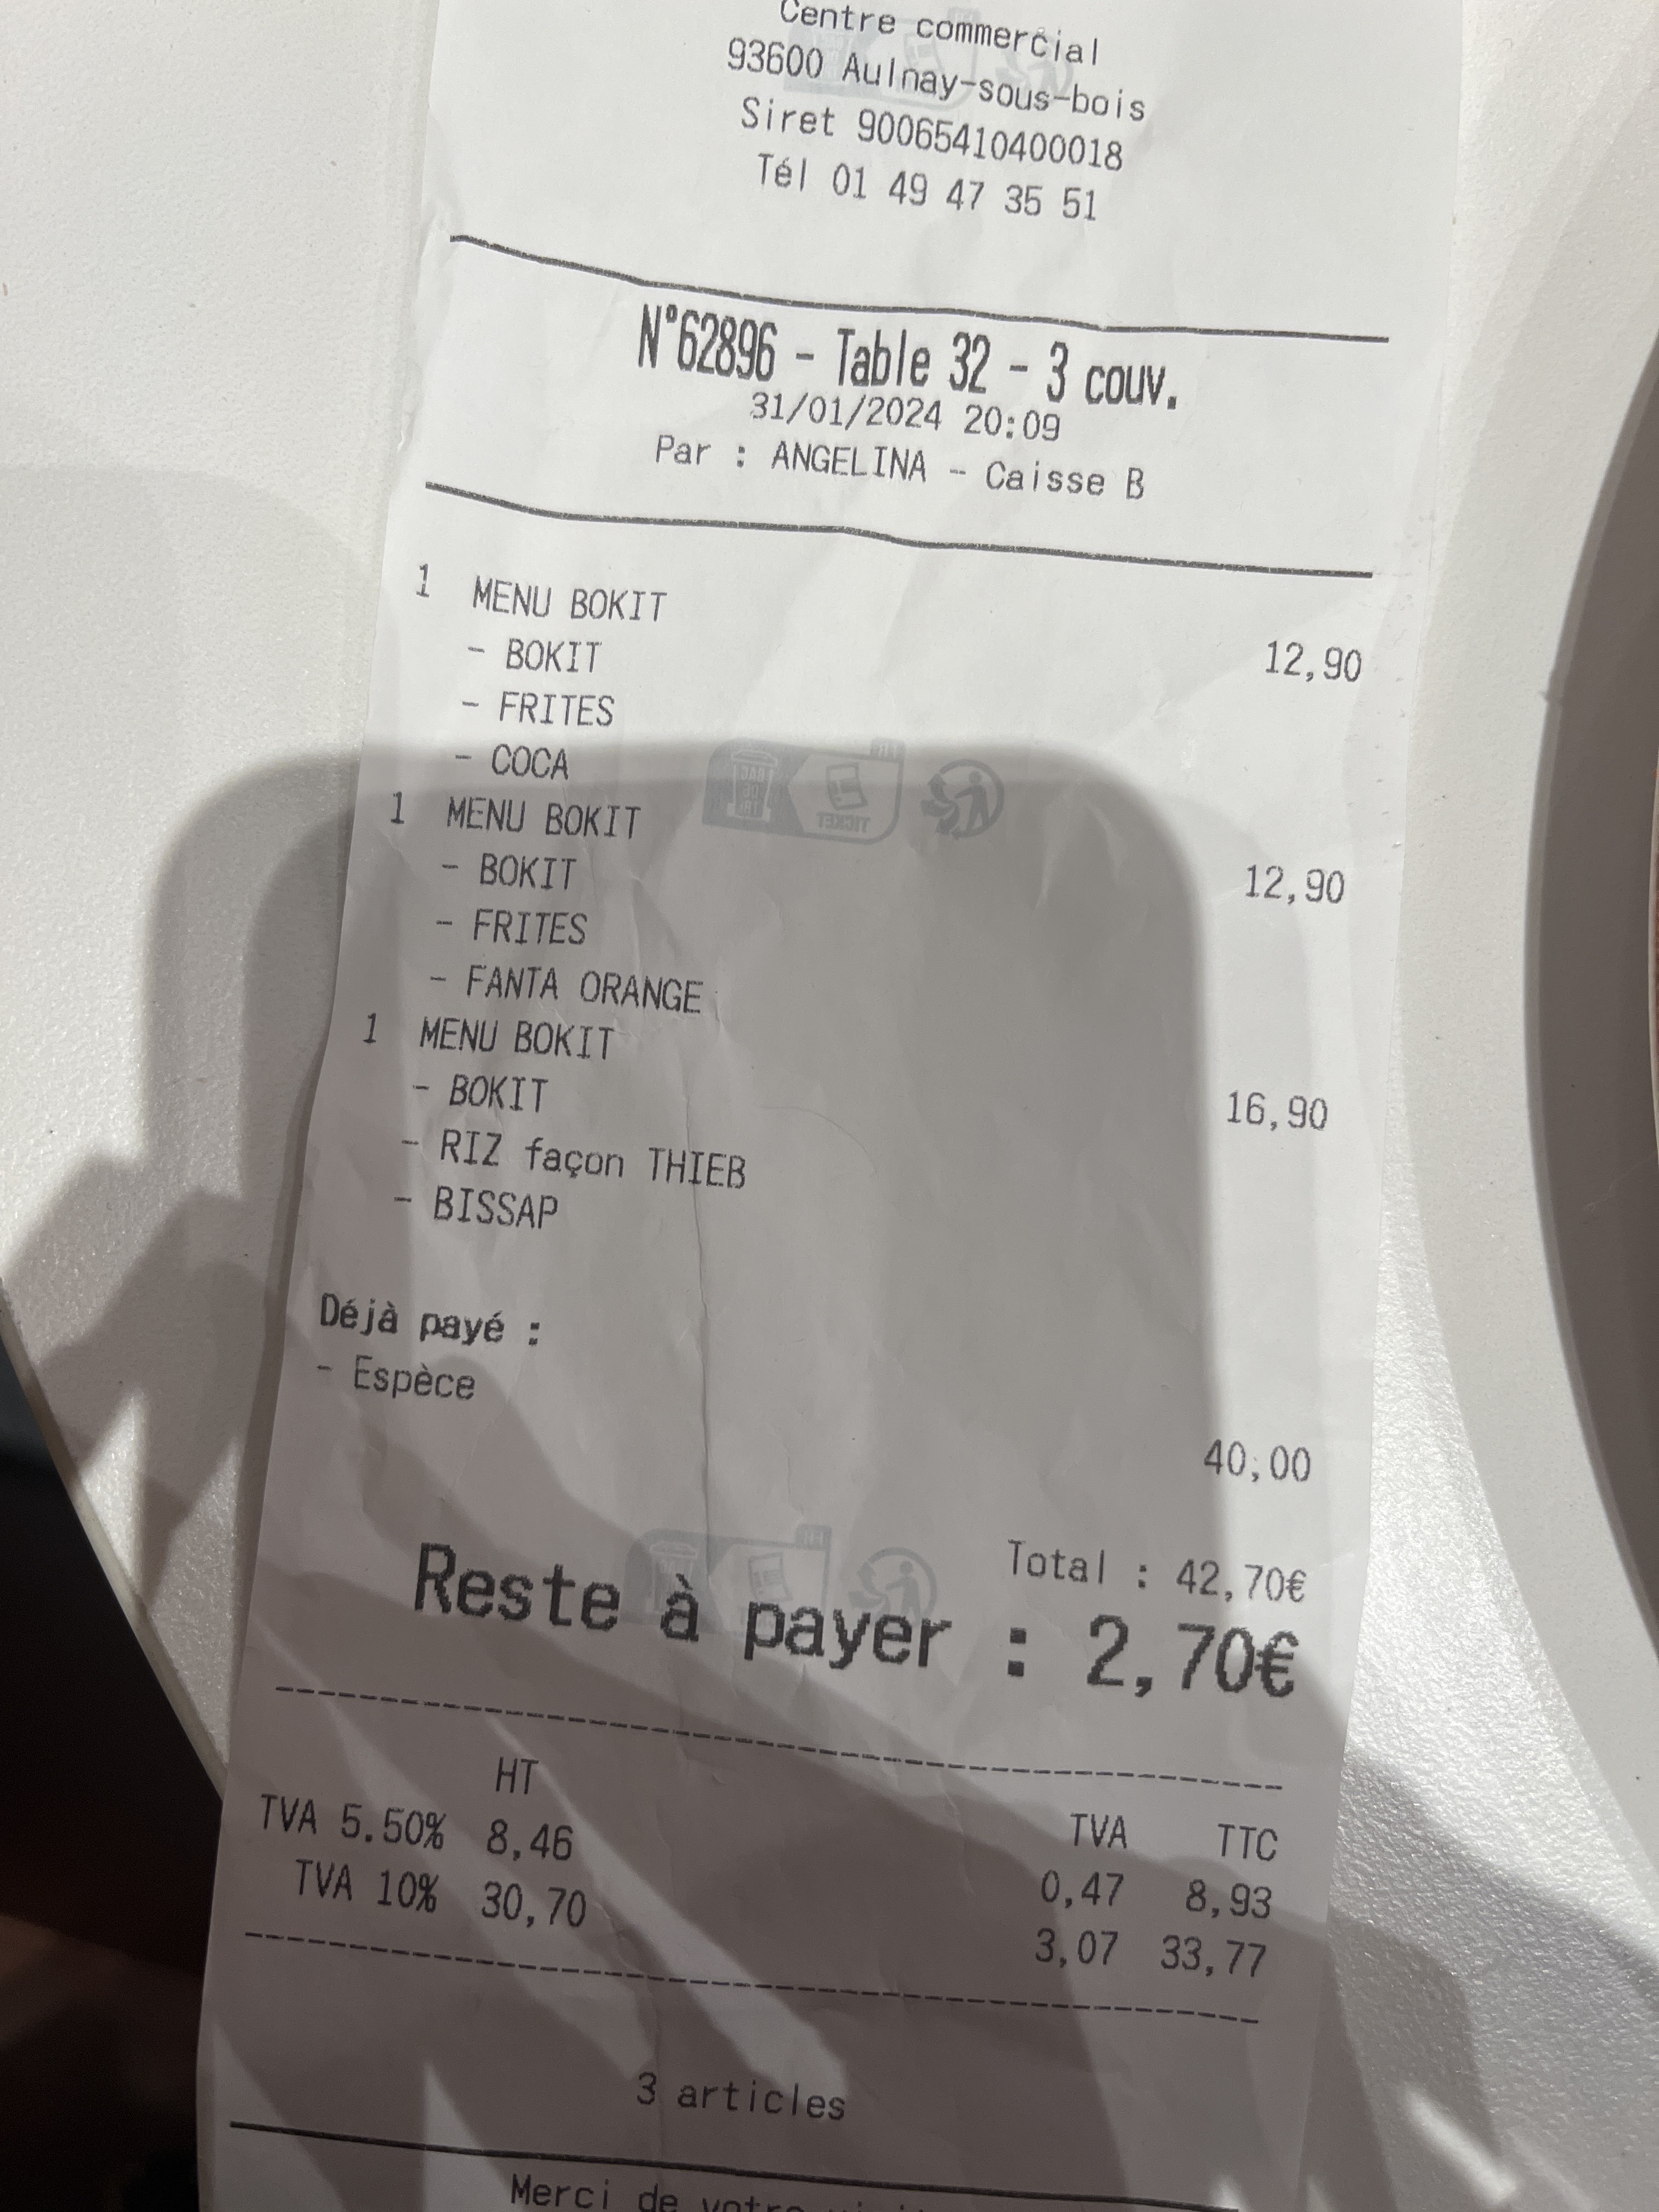 Centre commercial
93600 Aulnay-sous-bois
Siret 90065410400018
Tél 01 49 47 35 51
N°62896 - Table 32 - 3 couv.
31/01/2024 20:09
Par : ANGELINA - Caisse B
1 MENU BOKIT 12,90
- BOKIT
- FRITES
- COCA
1 MENU BOKIT 12,90
- BOKIT
- FRITES
- FANTA ORANGE
1 MENU BOKIT 16,90
- BOKIT
- RIZ façon THIEB
- BISSAP
Déjà payé :
- Espèce 40,00
Total : 42,70€
Reste à payer : 2,70€
HT TVA TTC
TVA 5.50% 8,46 0,47 8,93
TVA 10% 30,70 3,07 33,77
3 articles
Merci de votre